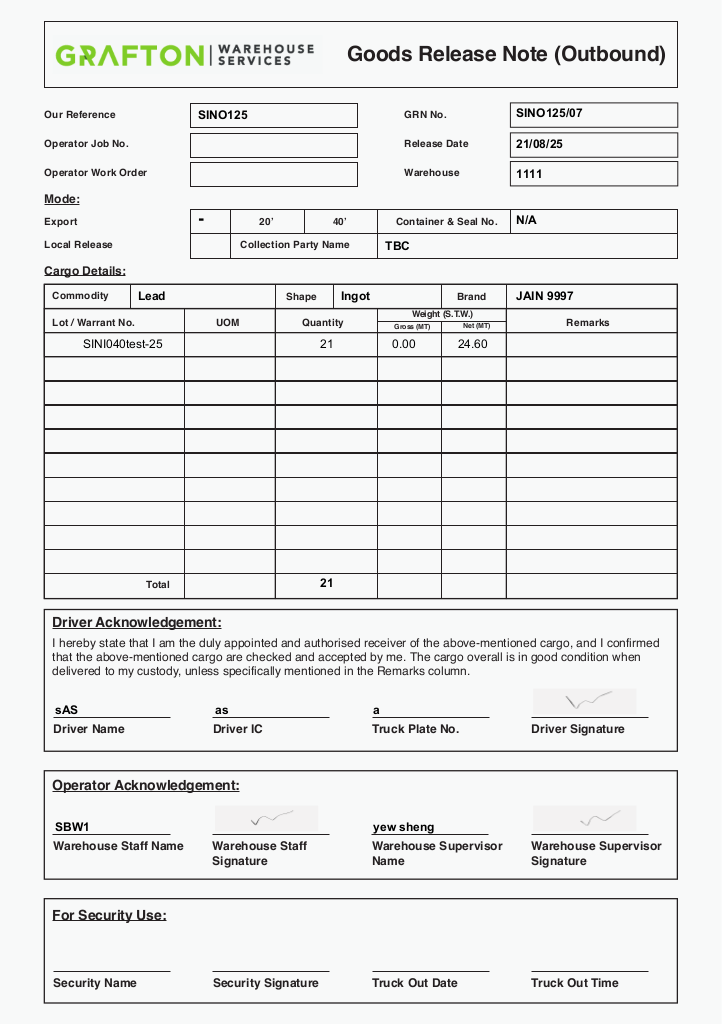 GRAFTON | WAREHOUSE SERVICES
Goods Release Note (Outbound)
Our Reference SINO125 GRN No. SINO125/07
Operator Job No. Release Date 21/08/25
Operator Work Order Warehouse 1111
Mode:
Export - 20' 40' Container & Seal No. N/A
Local Release Collection Party Name TBC
Cargo Details:
Commodity Lead Shape Ingot Brand JAIN 9997
Lot / Warrant No. UOM Quantity Weight (S.T.W.) Gross (MT) Net (MT) Remarks
SINI040test-25 21 0.00 24.60
Total 21
Driver Acknowledgement:
I hereby state that I am the duly appointed and authorised receiver of the above-mentioned cargo, and I confirmed
that the above-mentioned cargo are checked and accepted by me. The cargo overall is in good condition when
delivered to my custody, unless specifically mentioned in the Remarks column.
sAS as a
Driver Name Driver IC Truck Plate No. Driver Signature
Operator Acknowledgement:
SBW1 yew sheng
Warehouse Staff Name Warehouse Staff Signature Warehouse Supervisor Name Warehouse Supervisor Signature
For Security Use:
Security Name Security Signature Truck Out Date Truck Out Time